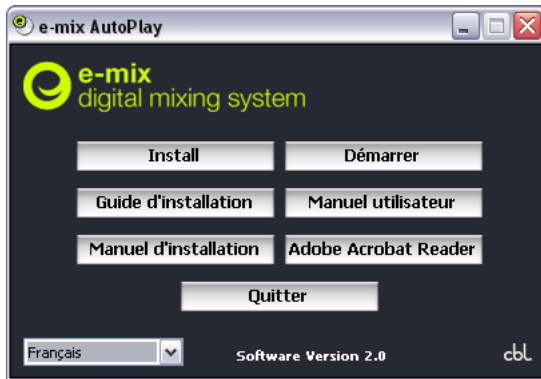 e-mix AutoPlay
e-mix
digital mixing system
Install
Démarrer
Guide d'installation
Manuel utilisateur
Manuel d'installation
Adobe Acrobat Reader
Quitter
Français
Software Version 2.0
cbl